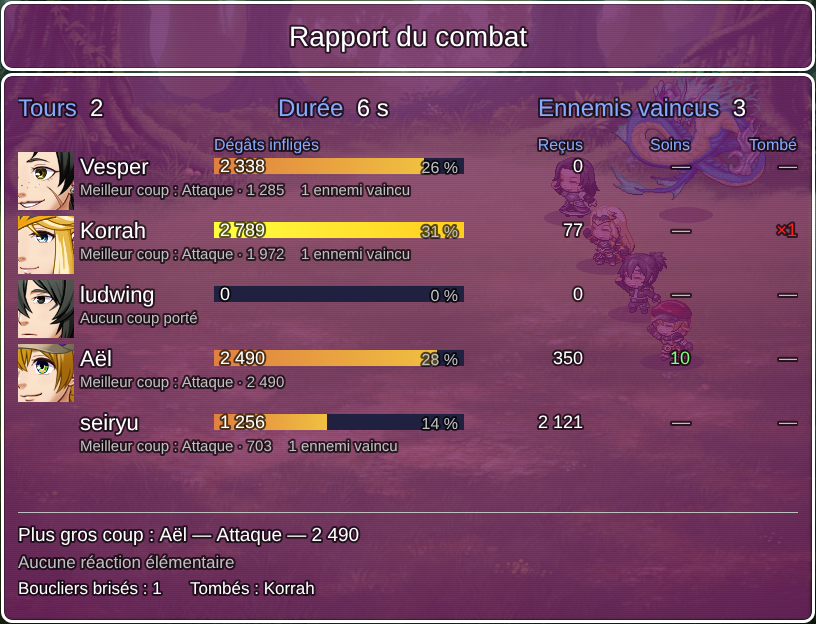 Rapport du combat
Tours 2 Durée 6 s Ennemis vaincus 3
Dégâts infligés Reçus Soins Tombé
Vesper 2 338 26 % 0 — —
Meilleur coup : Attaque · 1 285 1 ennemi vaincu
Korrah 2 789 31 % 77 — ×1
Meilleur coup : Attaque · 1 972 1 ennemi vaincu
ludwing 0 0 % 0 — —
Aucun coup porté
Aël 2 490 28 % 350 10 —
Meilleur coup : Attaque · 2 490
seiryu 1 256 14 % 2 121 — —
Meilleur coup : Attaque · 703 1 ennemi vaincu
Plus gros coup : Aël — Attaque — 2 490
Aucune réaction élémentaire
Boucliers brisés : 1 Tombés : Korrah